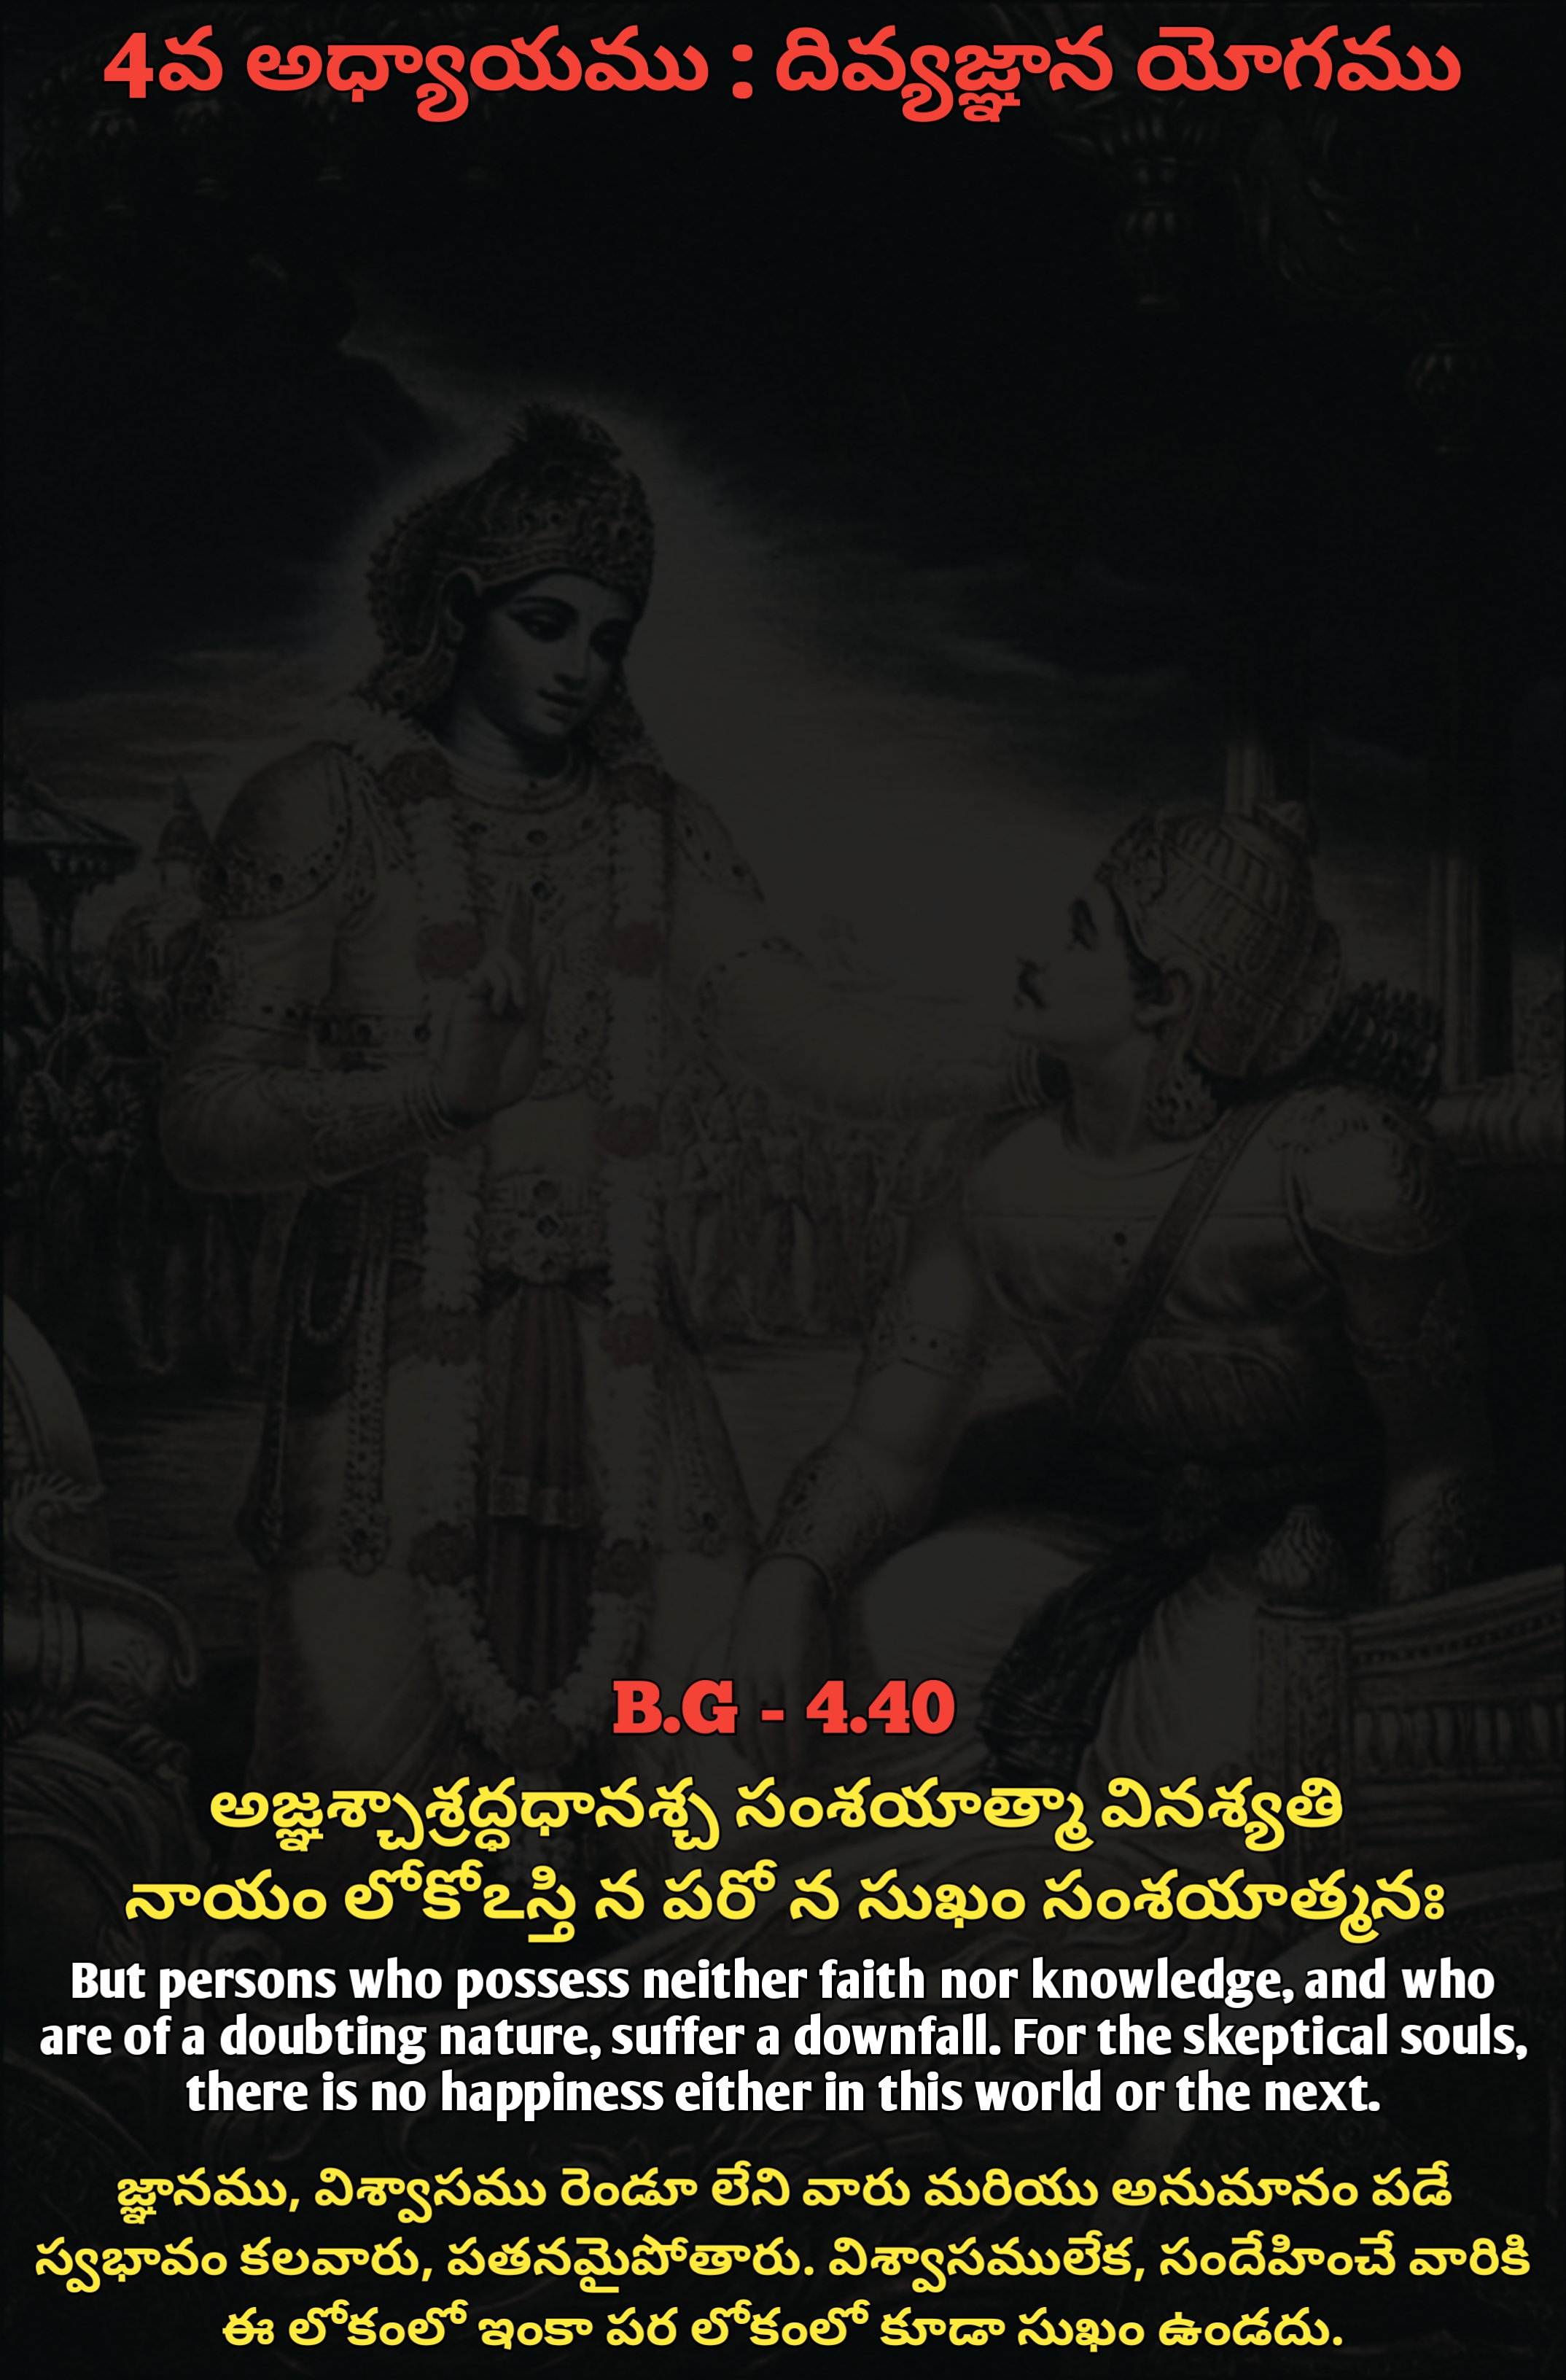 4వ అధ్యాయము : దివ్యజ్ఞాన యోగము
B.G - 4.40
అజ్ఞశ్చాశ్రద్ధధానశ్చ సంశయాత్మా వినశ్యతి
నాయం లోకోఽస్తి న పరో న సుఖం సంశయాత్మనః
But persons who possess neither faith nor knowledge, and who
are of a doubting nature, suffer a downfall. For the skeptical souls,
there is no happiness either in this world or the next.
జ్ఞానము, విశ్వాసము రెండూ లేని వారు మరియు అనుమానం పడే
స్వభావం కలవారు, పతనమైపోతారు. విశ్వాసములేక, సందేహించే వారికి
ఈ లోకంలో ఇంకా పర లోకంలో కూడా సుఖం ఉండదు.